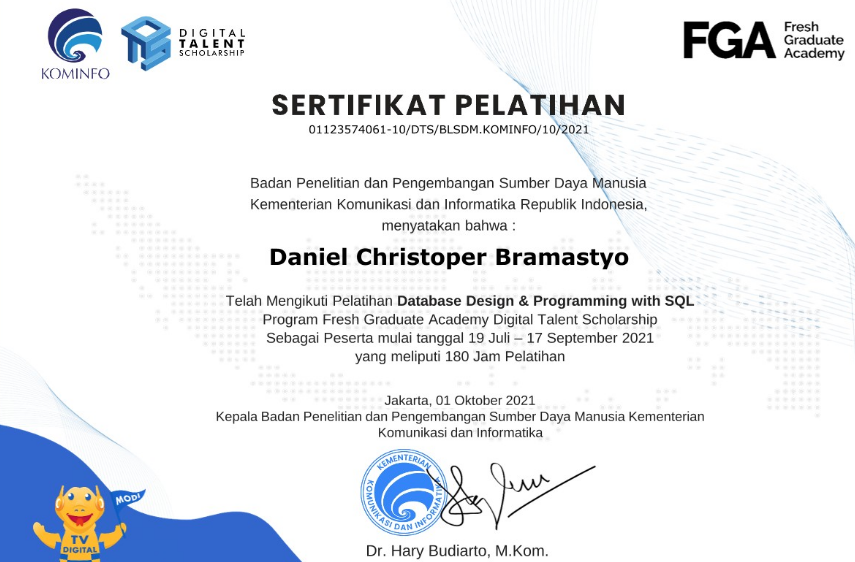 KOMINFO
DIGITAL
TALENT
SCHOLARSHIP
FGA
Fresh
Graduate
Academy
SERTIFIKAT PELATIHAN
01123574061-10/DTS/BLSDM.KOMINFO/10/2021
Badan Penelitian dan Pengembangan Sumber Daya Manusia
Kementerian Komunikasi dan Informatika Republik Indonesia,
menyatakan bahwa :
Daniel Christoper Bramastyo
Telah Mengikuti Pelatihan Database Design & Programming with SQL
Program Fresh Graduate Academy Digital Talent Scholarship
Sebagai Peserta mulai tanggal 19 Juli – 17 September 2021
yang meliputi 180 Jam Pelatihan
Jakarta, 01 Oktober 2021
Kepala Badan Penelitian dan Pengembangan Sumber Daya Manusia Kementerian
Komunikasi dan Informatika
KEMENTERIAN
KOMUNIKASI DAN INFORMATIKA
Dr. Hary Budiarto, M.Kom.
MODI
TV
DIGITAL